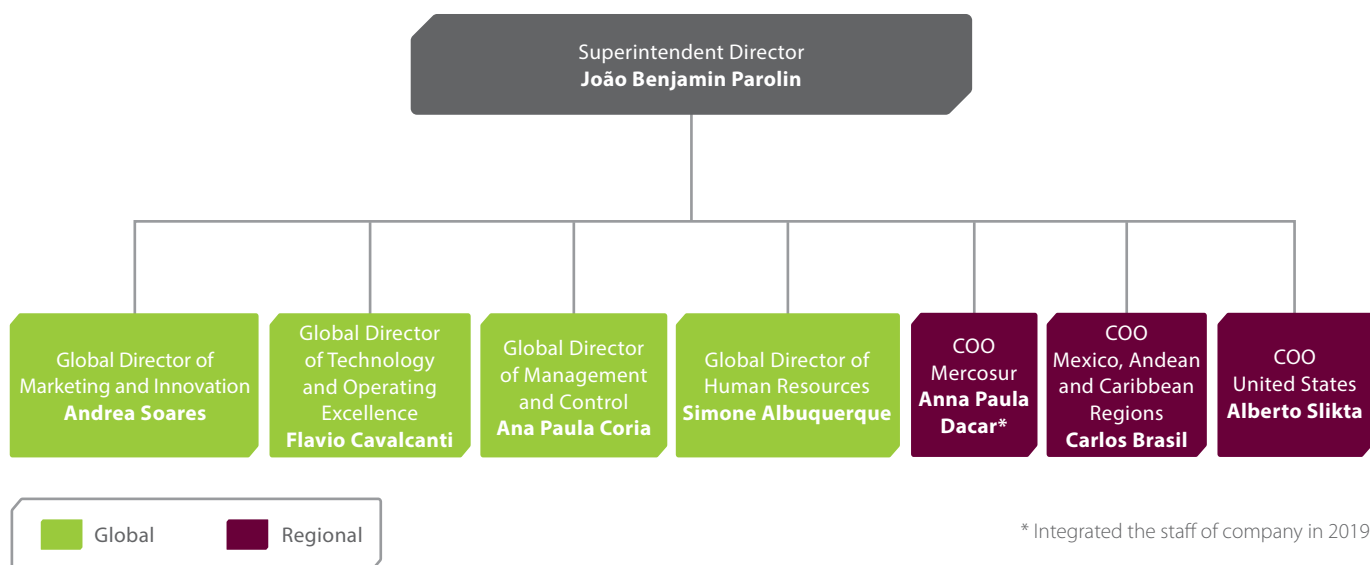 Superintendent Director
João Benjamin Parolin
Global Director of
Marketing and Innovation
Andrea Soares
Global Director
of Technology
and Operating
Excellence
Flavio Cavalcanti
Global Director
of Management
and Control
Ana Paula Coria
Global Director of
Human Resources
Simone Albuquerque
COO
Mercosur
Anna Paula
Dacar*
COO
Mexico, Andean
and Caribbean
Regions
Carlos Brasil
COO
United States
Alberto Slikta
Global
Regional
* Integrated the staff of company in 2019